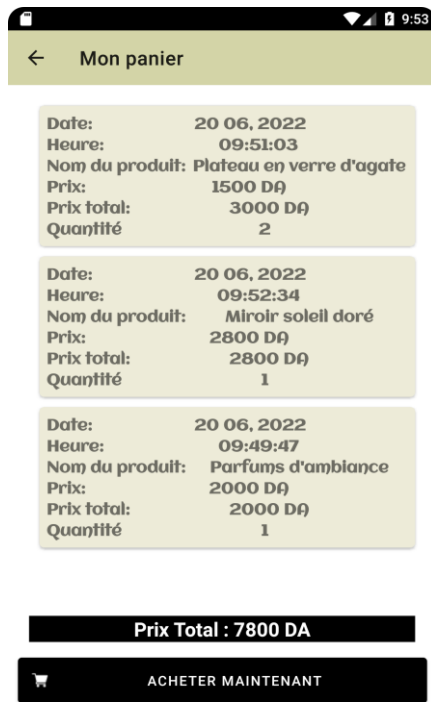 9:53
Mon panier
Date: 20 06, 2022
Heure: 09:51:03
Nom du produit: Plateau en verre d'agate
Prix: 1500 DA
Prix total: 3000 DA
Quantité 2
Date: 20 06, 2022
Heure: 09:52:34
Nom du produit: Miroir soleil doré
Prix: 2800 DA
Prix total: 2800 DA
Quantité 1
Date: 20 06, 2022
Heure: 09:49:47
Nom du produit: Parfums d'ambiance
Prix: 2000 DA
Prix total: 2000 DA
Quantité 1
Prix Total : 7800 DA
ACHETER MAINTENANT